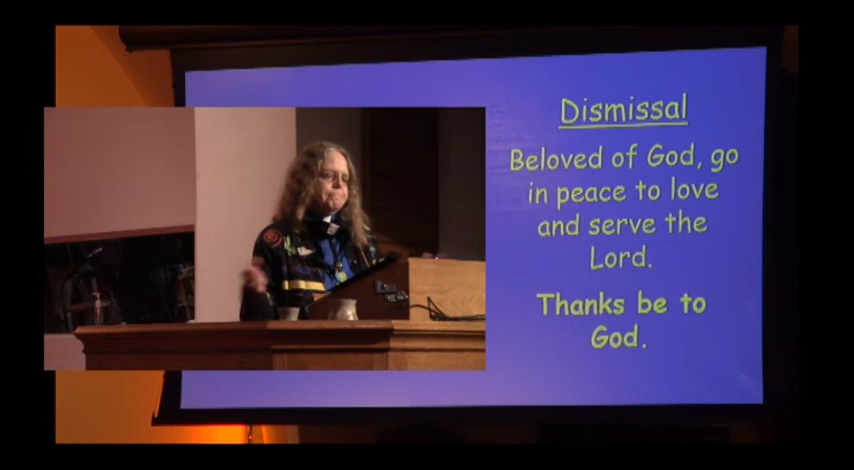 Dismissal
Beloved of God, go
in peace to love
and serve the
Lord.
Thanks be to
God.